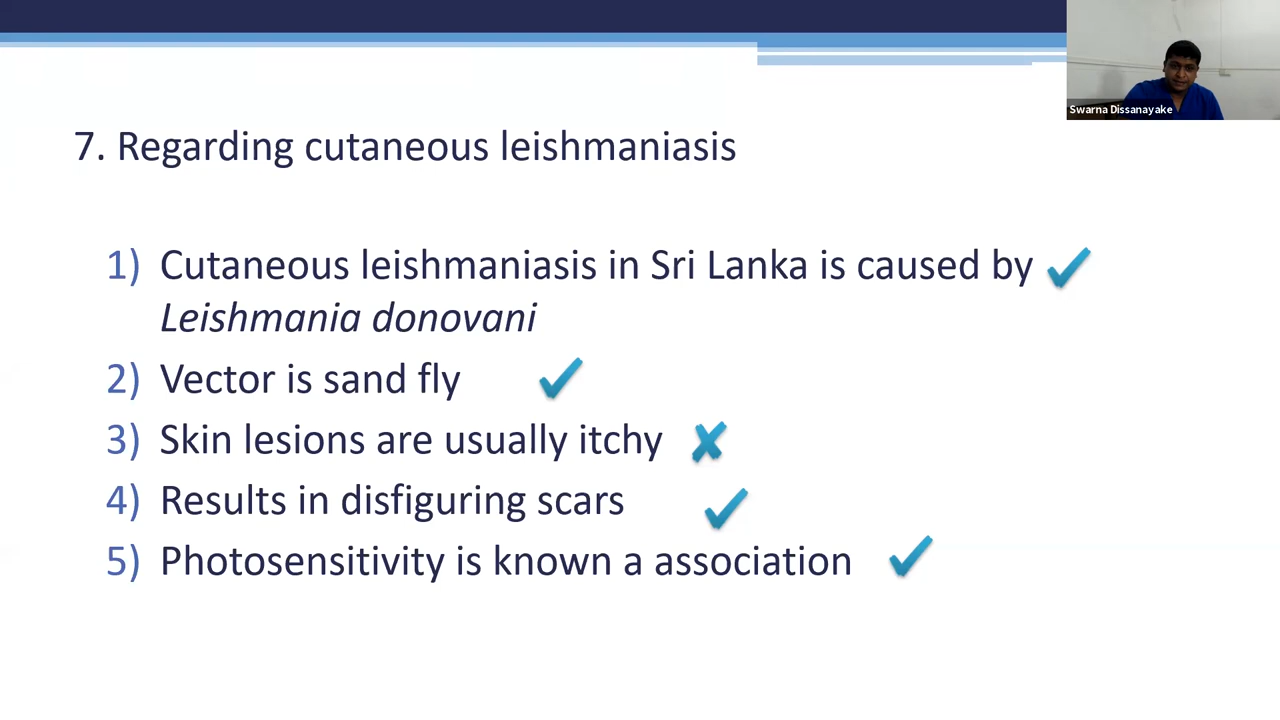 Swarna Dissanayake
7. Regarding cutaneous leishmaniasis
1) Cutaneous leishmaniasis in Sri Lanka is caused by
Leishmania donovani
2) Vector is sand fly
3) Skin lesions are usually itchy
4) Results in disfiguring scars
5) Photosensitivity is known a association